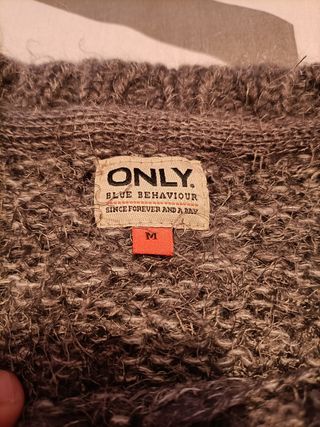 ONLY.
BLUE BEHAVIOUR
SINCE FOREVER AND A DAY
M